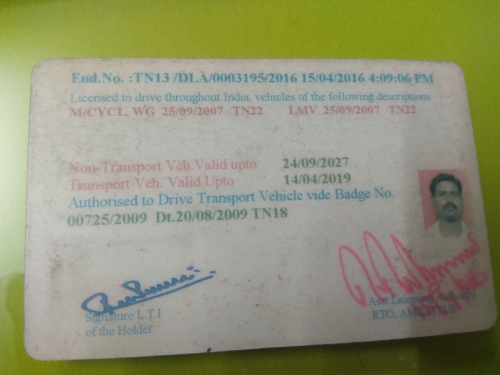 End.No. :TN13 /DLA/0003195/2016 15/04/2016 4:09:06 PM
Licensed to drive throughout India, vehicles of the following descriptions
M/CYCL. WG 25/09/2007 TN22 LMV 25/09/2007 TN22
Non-Transport Veh.Valid upto 24/09/2027
Transport Veh. Valid Upto 14/04/2019
Authorised to Drive Transport Vehicle vide Badge No.
00725/2009 Dt.20/08/2009 TN18
Signature/L T I
of the Holder
Asst Licensing Authority
RTO,